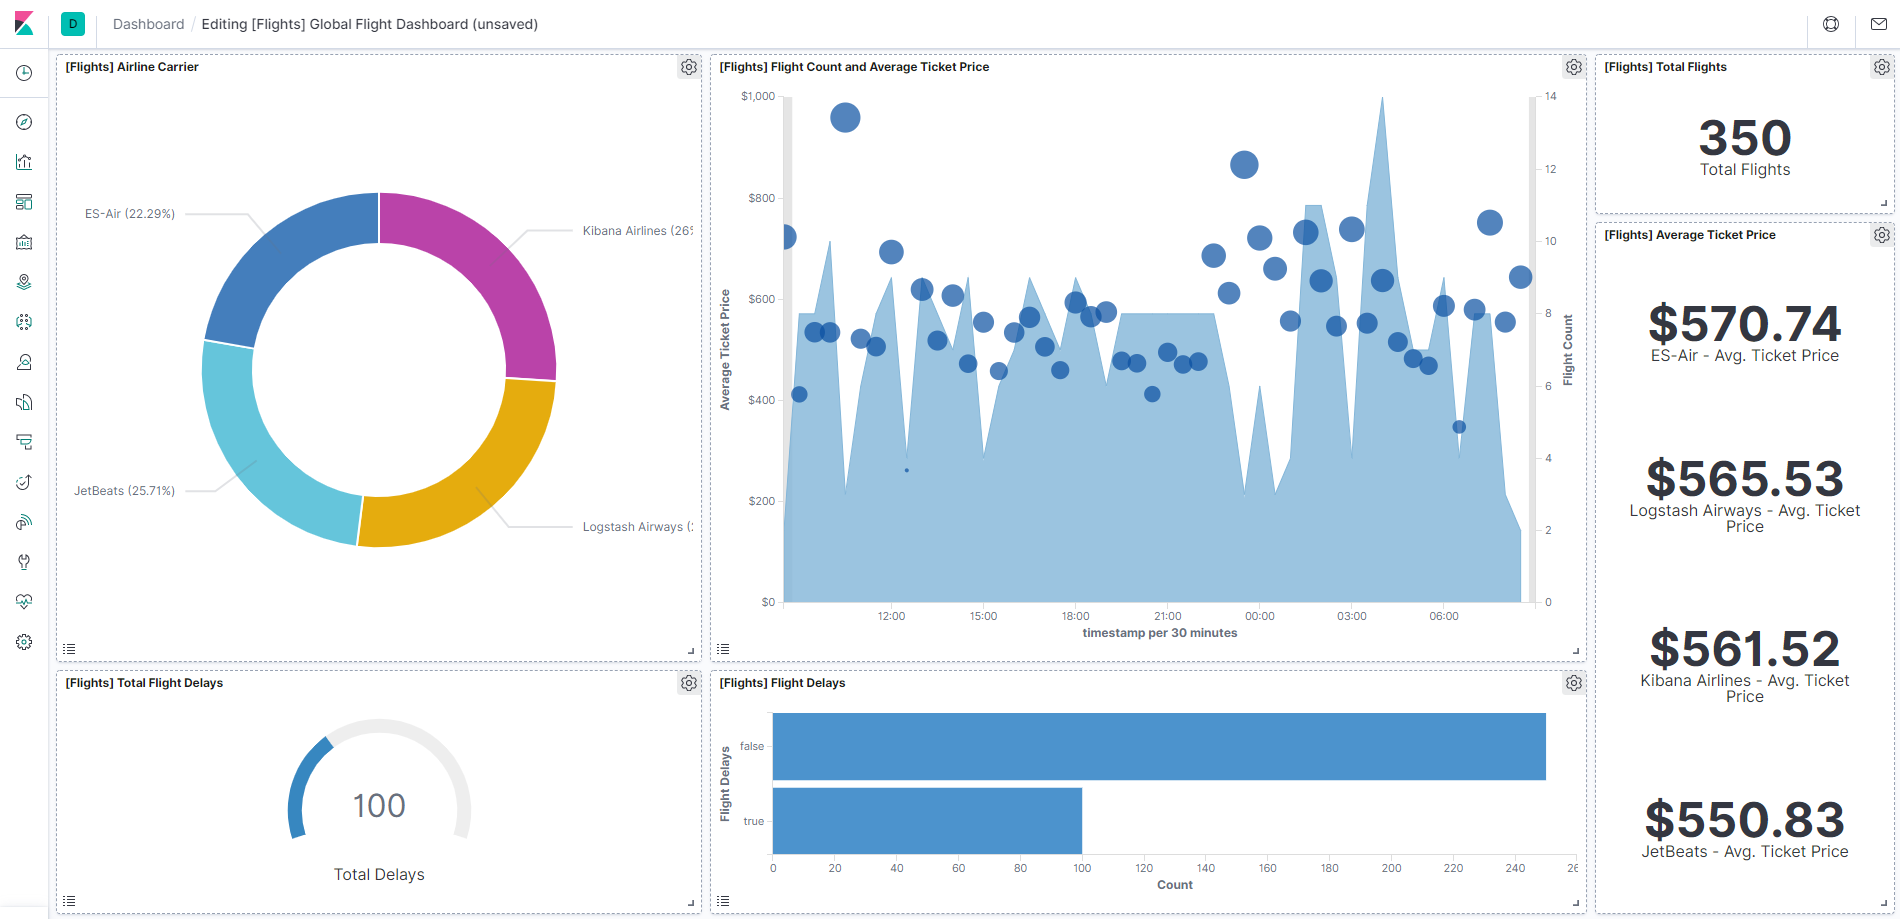 D Dashboard / Editing [Flights] Global Flight Dashboard (unsaved)
[Flights] Airline Carrier
ES-Air (22.29%)
Kibana Airlines (26%
JetBeats (25.71%)
Logstash Airways (
[Flights] Flight Count and Average Ticket Price
$1,000
$800
$600
$400
$200
$0
Average Ticket Price
14
12
10
8
6
4
2
0
Flight Count
12:00 15:00 18:00 21:00 00:00 03:00 06:00
timestamp per 30 minutes
[Flights] Total Flights
350
Total Flights
[Flights] Average Ticket Price
$570.74
ES-Air - Avg. Ticket Price
$565.53
Logstash Airways - Avg. Ticket
Price
$561.52
Kibana Airlines - Avg. Ticket
Price
$550.83
JetBeats - Avg. Ticket Price
[Flights] Total Flight Delays
100
Total Delays
[Flights] Flight Delays
Flight Delays
false
true
0 20 40 60 80 100 120 140 160 180 200 220 240
Count